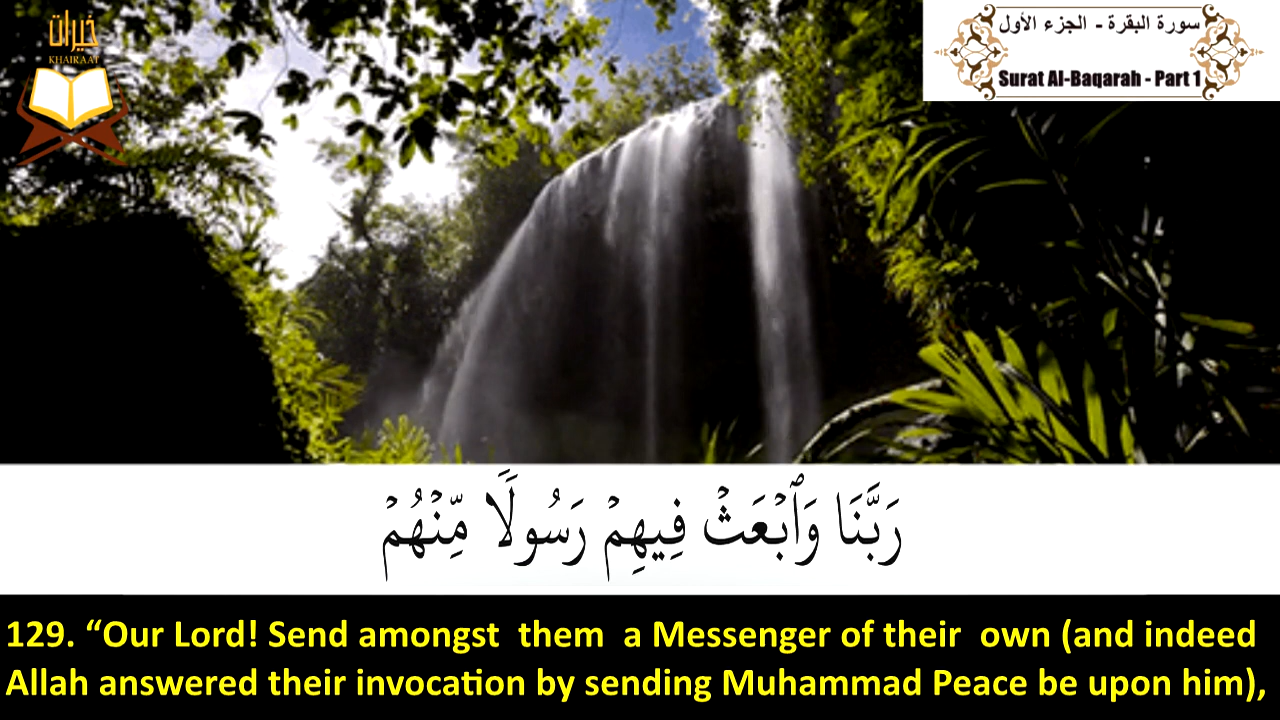 خيرات
KHAIRAAT
سورة البقرة - الجزء الأول
Surat Al-Baqarah - Part 1
رَبَّنَا وَٱبۡعَثۡ فِيهِمۡ رَسُولٗا مِّنۡهُمۡ
129. “Our Lord! Send amongst them a Messenger of their own (and indeed
Allah answered their invocation by sending Muhammad Peace be upon him),